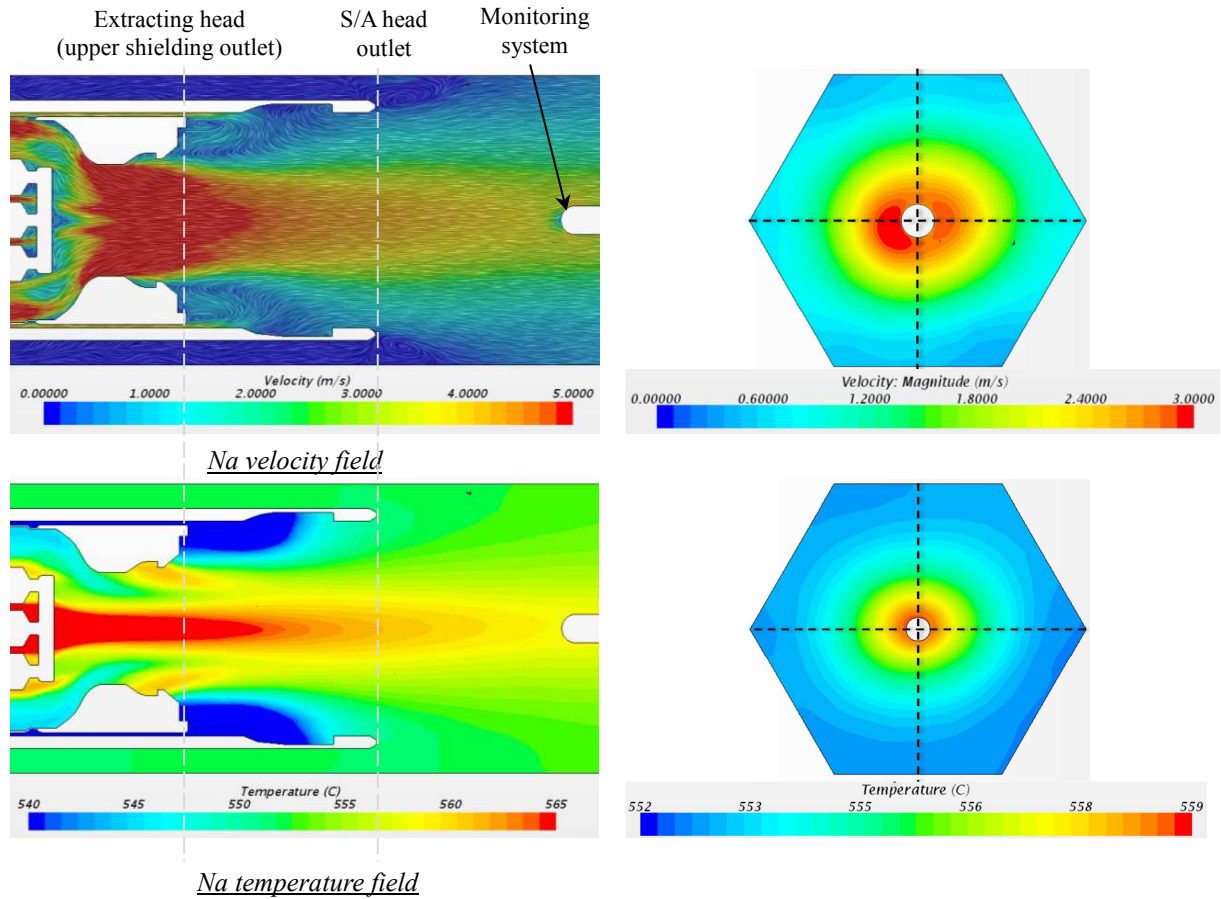 Extracting head
(upper shielding outlet)
S/A head
outlet
Monitoring
system
Velocity (m/s)
0.00000 1.0000 2.0000 3.0000 4.0000 5.0000
Velocity: Magnitude (m/s)
0.00000 0.60000 1.2000 1.8000 2.4000 3.0000
Na velocity field
Temperature (C)
540 545 550 555 560 565
Temperature (C)
552 553 555 556 558 559
Na temperature field